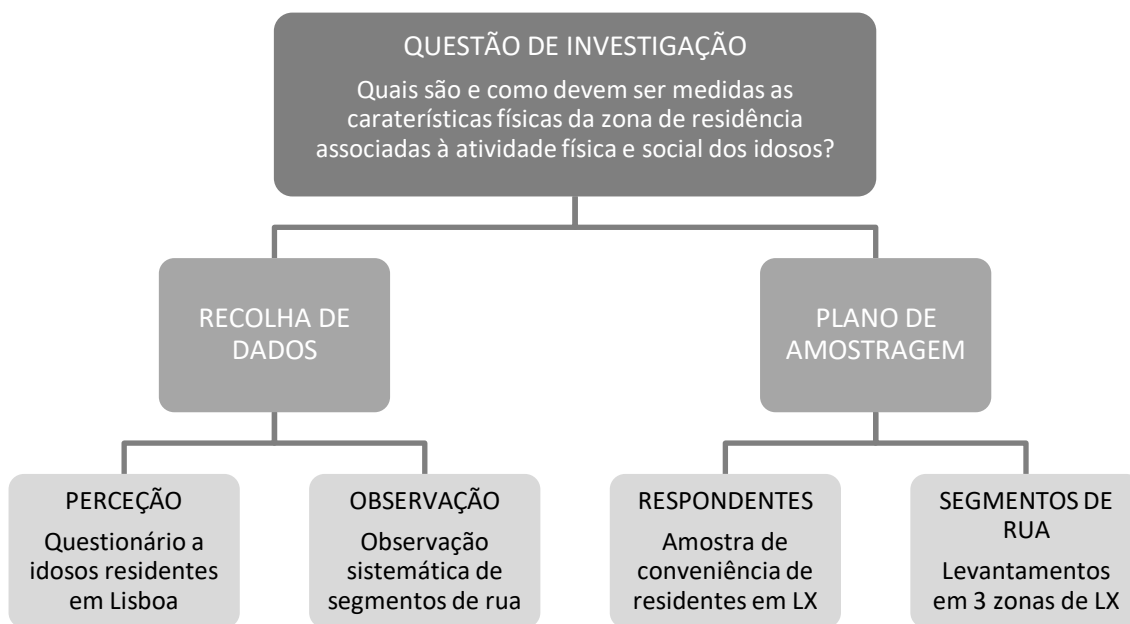 QUESTÃO DE INVESTIGAÇÃO
Quais são e como devem ser medidas as
caraterísticas físicas da zona de residência
associadas à atividade física e social dos idosos?
RECOLHA DE
DADOS
PLANO DE
AMOSTRAGEM
PERCEÇÃO
Questionário a
idosos residentes
em Lisboa
OBSERVAÇÃO
Observação
sistemática de
segmentos de rua
RESPONDENTES
Amostra de
conveniência de
residentes em LX
SEGMENTOS DE
RUA
Levantamentos
em 3 zonas de LX